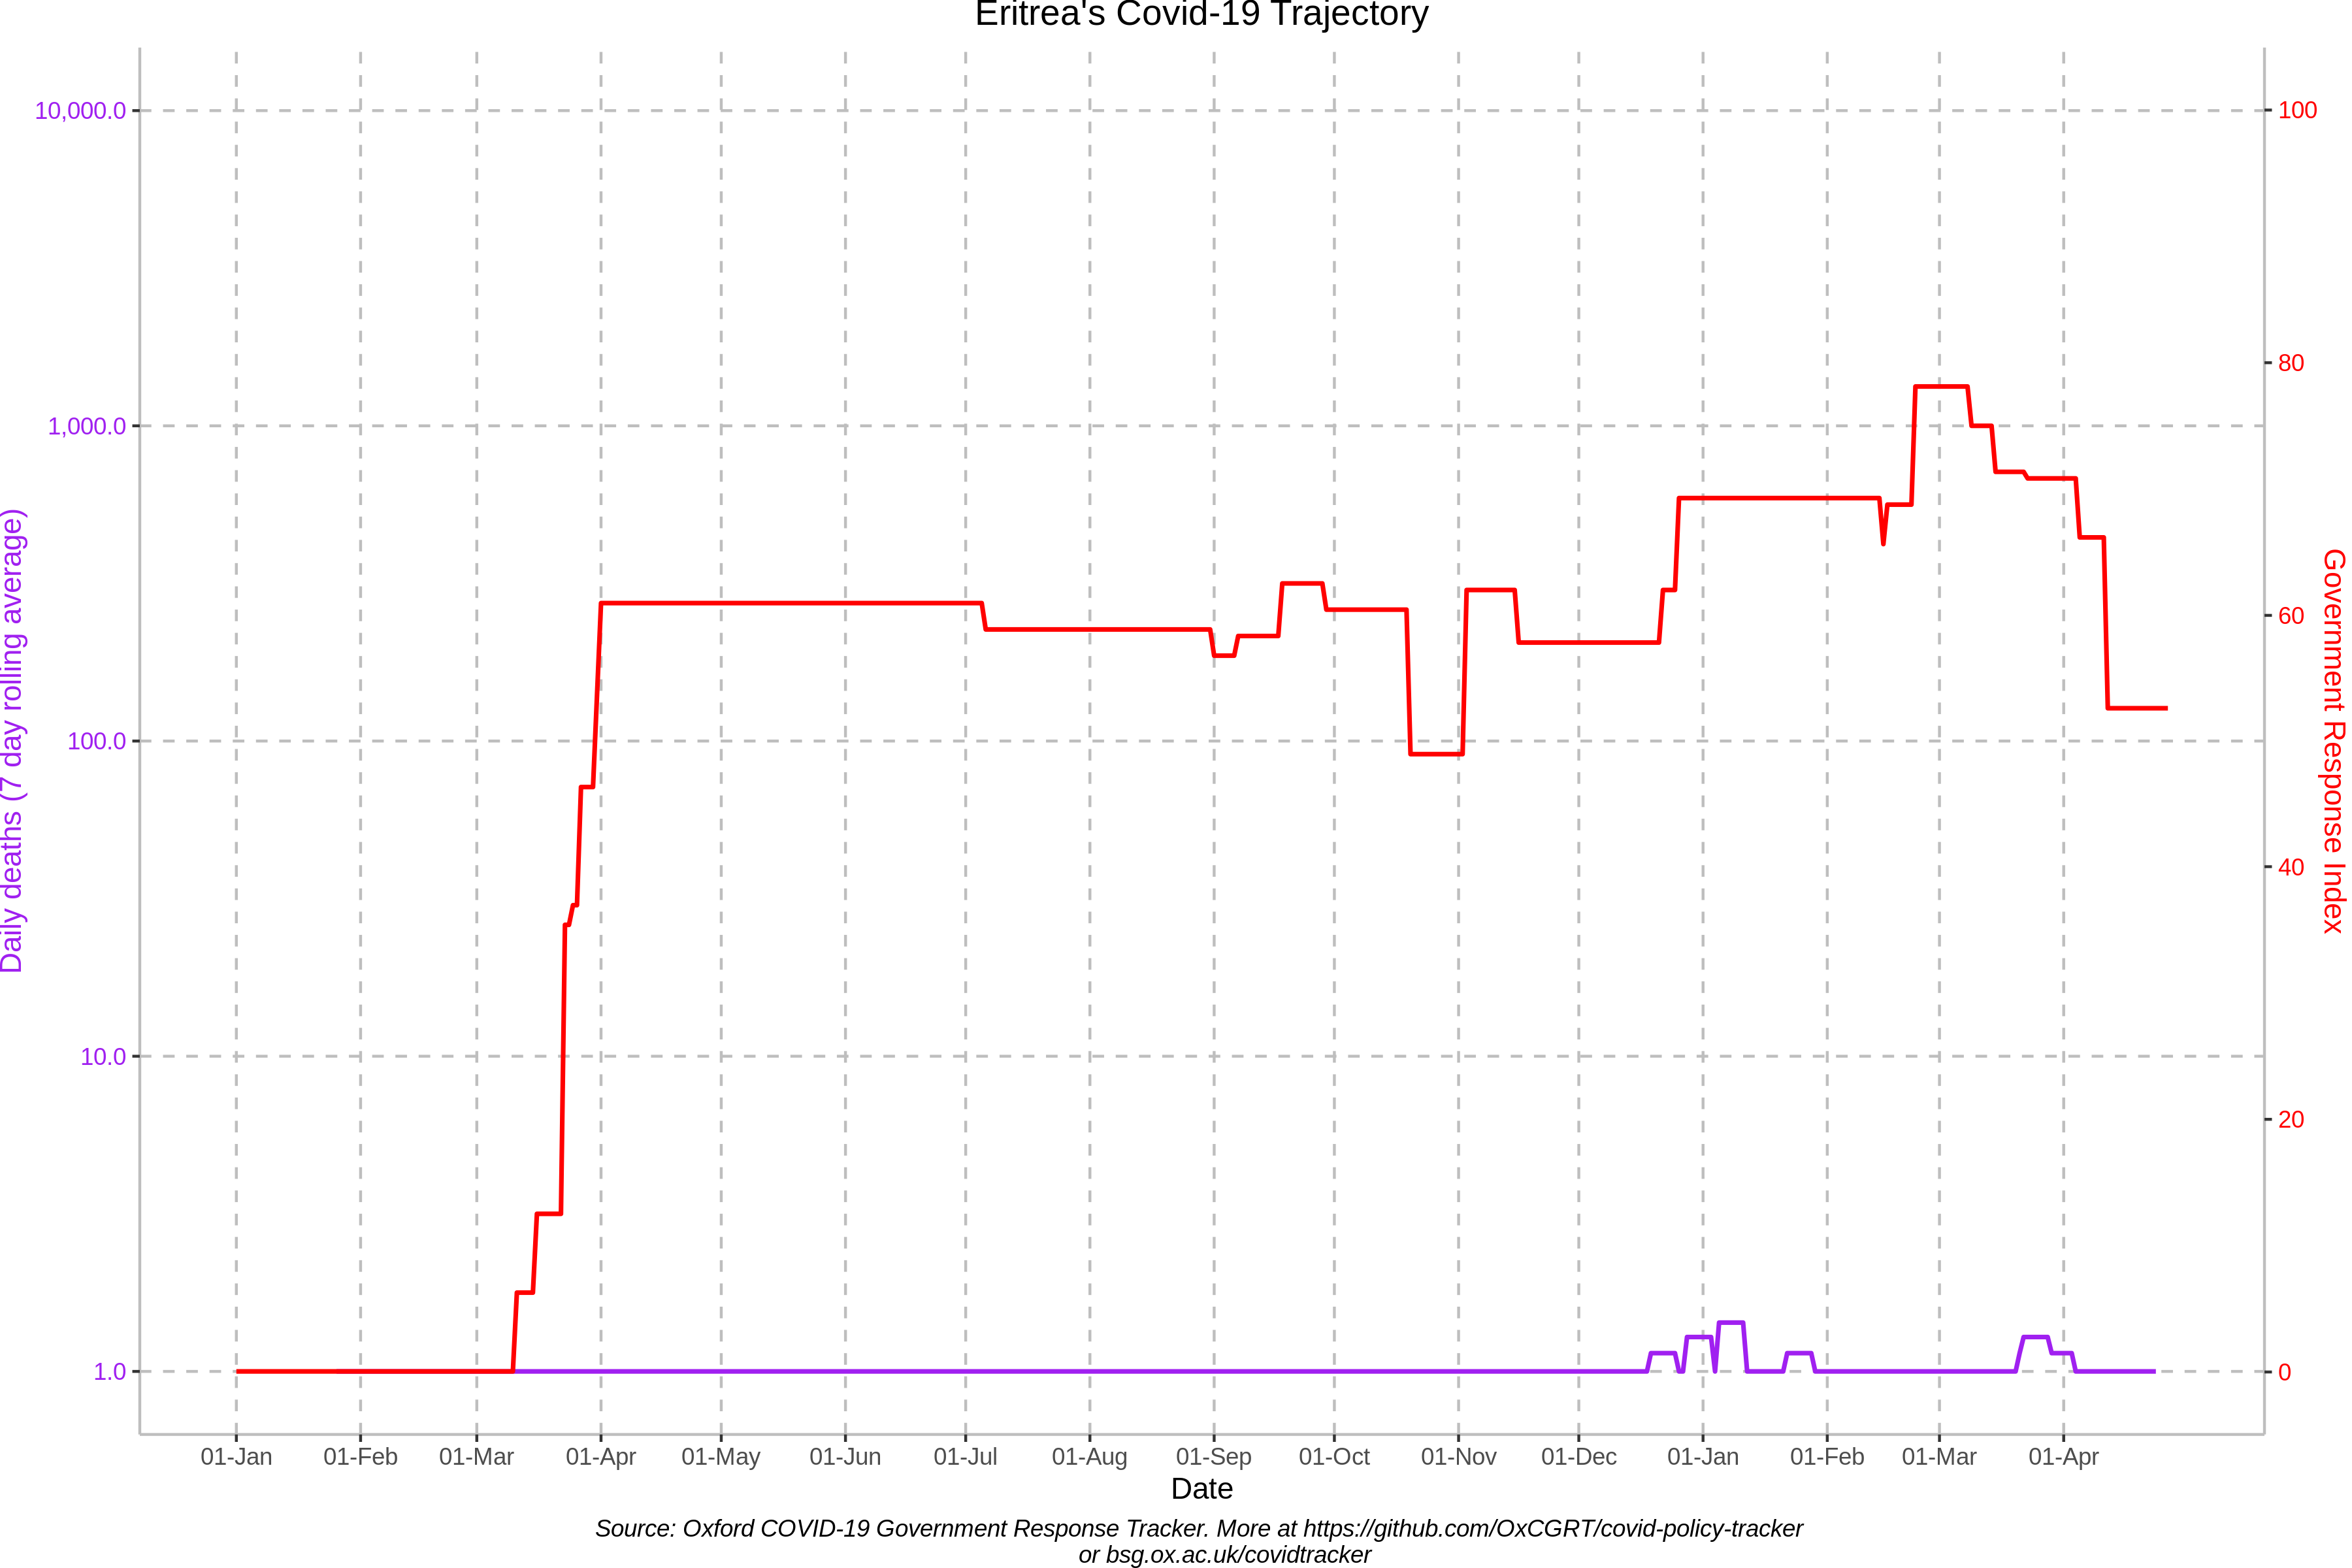 Eritrea's Covid-19 Trajectory
10,000.0
1,000.0
100.0
10.0
1.0
Daily deaths (7 day rolling average)
100
80
60
40
20
0
Government Response Index
01-Jan 01-Feb 01-Mar 01-Apr 01-May 01-Jun 01-Jul 01-Aug 01-Sep 01-Oct 01-Nov 01-Dec 01-Jan 01-Feb 01-Mar 01-Apr
Date
Source: Oxford COVID-19 Government Response Tracker. More at https://github.com/OxCGRT/covid-policy-tracker
or bsg.ox.ac.uk/covidtracker